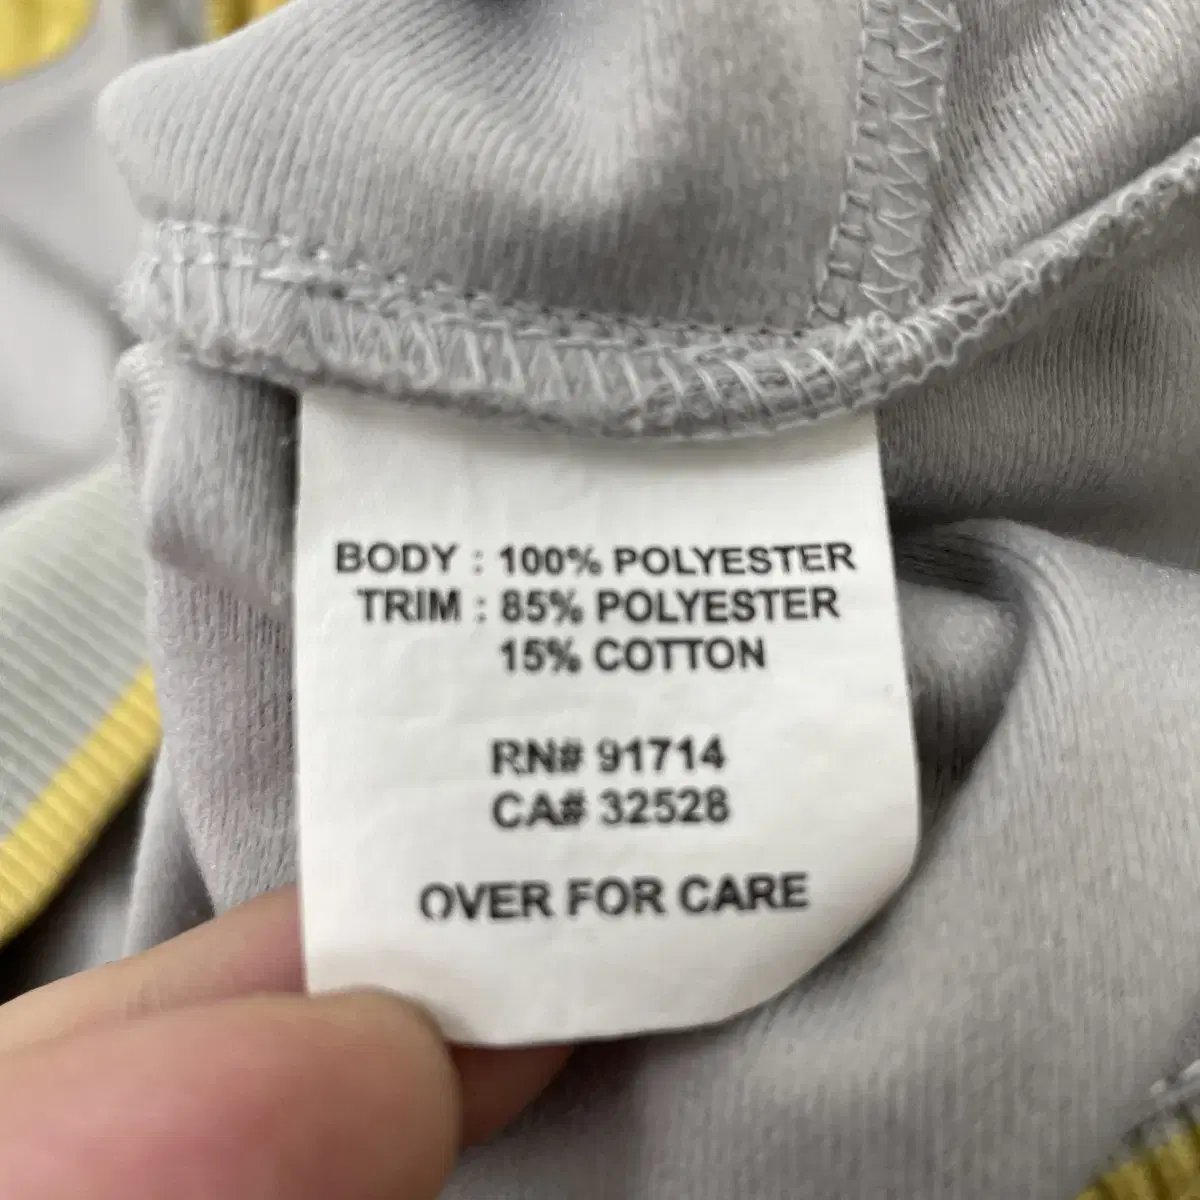 BODY : 100% POLYESTER
TRIM : 85% POLYESTER
15% COTTON
RN# 91714
CA# 32528
OVER FOR CARE